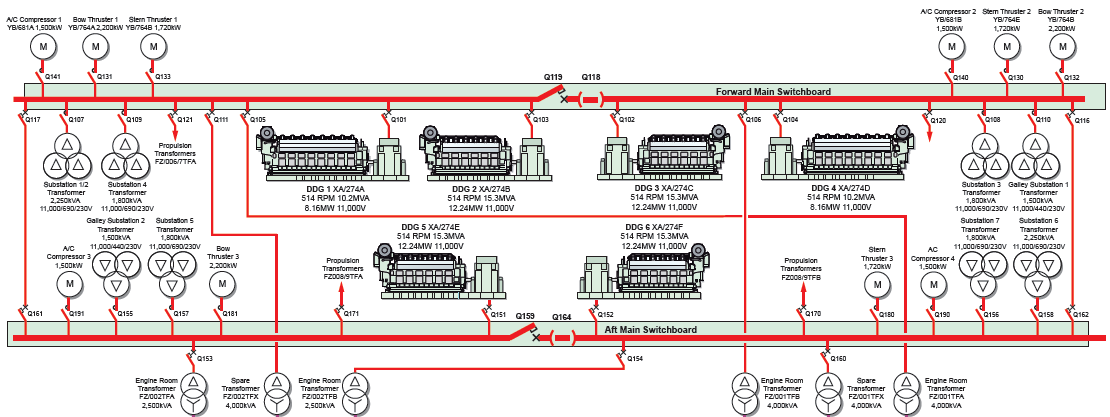 A/C Compressor 1
YB/681A 1,500kW
Bow Thruster 1
YB/764A 2,200kW
Stern Thruster 1
YB/764B 1,720kW
A/C Compressor 2
YB/681B
1,500kW
Stern Thruster 2
YB/764E
1,720kW
Bow Thruster 2
YB/764B
2,200kW
M
M
M
M
M
M
Q141
Q131
Q133
Q119
Q118
Q140
Q130
Q132
Forward Main Switchboard
Q117
Q107
Q109
Q121
Q111
Q105
Q101
Q103
Q102
Q106
Q104
Q120
Q108
Q110
Q116
Propulsion
Transformers
FZ/006/7TFA
Substation 1/2
Transformer
2,250kVA
11,000/690/230V
Substation 4
Transformer
1,800kVA
11,000/690/230V
DDG 1 XA/274A
514 RPM 10.2MVA
8.16MW 11,000V
DDG 2 XA/274B
514 RPM 15.3MVA
12.24MW 11,000V
DDG 3 XA/274C
514 RPM 15.3MVA
12.24MW 11,000V
DDG 4 XA/274D
514 RPM 10.2MVA
8.16MW 11,000V
Substation 3
Transformer
1,800kVA
11,000/690/230V
Galley Substation 1
Transformer
1,500kVA
11,000/440/230V
Galley Substation 2
Transformer
1,500kVA
11,000/440/230V
Substation 5
Transformer
1,800kVA
11,000/690/230V
A/C
Compressor 3
1,500kW
Bow
Thruster 3
2,200kW
Propulsion
Transformers
FZ008/9TFA
DDG 5 XA/274E
514 RPM 15.3MVA
12.24MW 11,000V
DDG 6 XA/274F
514 RPM 15.3MVA
12.24MW 11,000V
Propulsion
Transformers
FZ008/9TFB
Stern
Thruster 3
1,720kW
AC
Compressor 4
1,500kW
Substation 7
Transformer
1,800kVA
11,000/690/230V
Substation 6
Transformer
2,250kVA
11,000/690/230V
M
M
M
M
Q161
Q191
Q155
Q157
Q181
Q171
Q151
Q159
Q164
Q152
Q170
Q180
Q190
Q156
Q158
Q162
Aft Main Switchboard
Q153
Q154
Q160
Engine Room
Transformer
FZ/002TFA
2,500kVA
Spare
Transformer
FZ/002TFX
4,000kVA
Engine Room
Transformer
FZ/002TFB
2,500kVA
Engine Room
Transformer
FZ/001TFB
4,000kVA
Spare
Transformer
FZ/001TFX
4,000kVA
Engine Room
Transformer
FZ/001TFA
4,000kVA